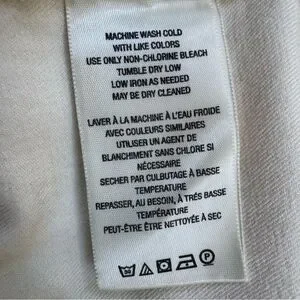 MACHINE WASH COLD
WITH LIKE COLORS
USE ONLY NON-CHLORINE BLEACH
TUMBLE DRY LOW
LOW IRON AS NEEDED
MAY BE DRY CLEANED
LAVER À LA MACHINE À L'EAU FROIDE
AVEC COULEURS SIMILAIRES
UTILISER UN AGENT DE
BLANCHIMENT SANS CHLORE SI
NÉCESSAIRE
SECHER PAR CULBUTAGE À BASSE
TEMPERATURE
REPASSER, AU BESOIN, À TRÈS BASSE
TEMPÉRATURE
PEUT-ÊTRE ÊTRE NETTOYÉE À SEC